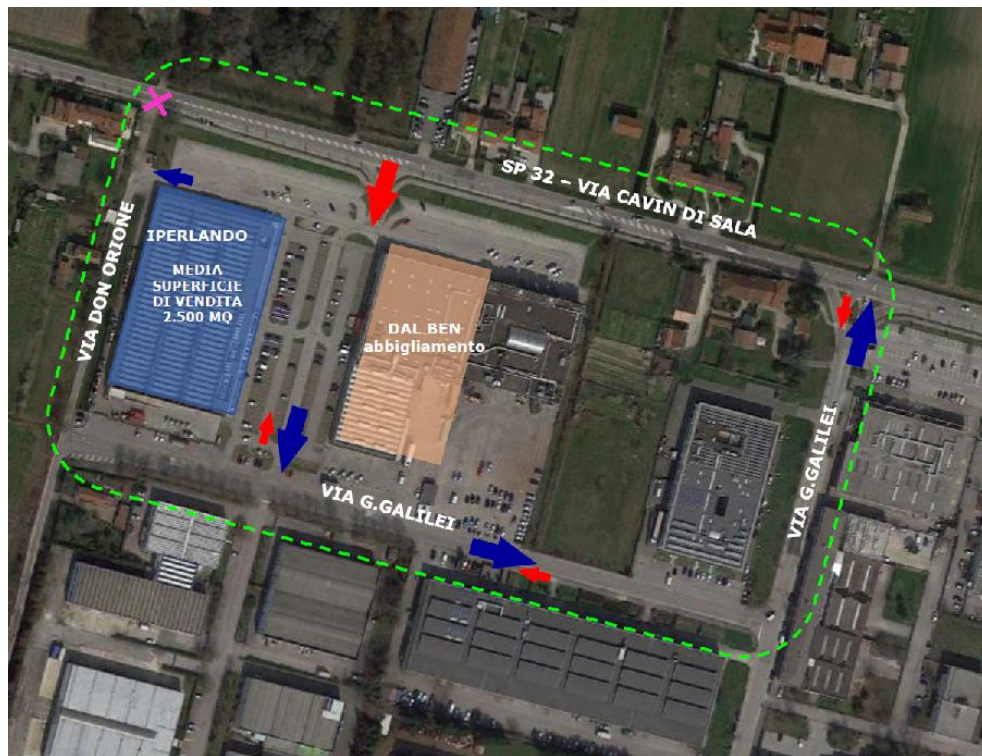 SP 32 – VIA CAVIN DI SALA
VIA DON ORIONE
IPERLANDO
MEDIA
SUPERFICIE
DI VENDITA
2.500 MQ
DAL BEN
abbigliamento
VIA G.GALILEI
VIA G.GALILEI